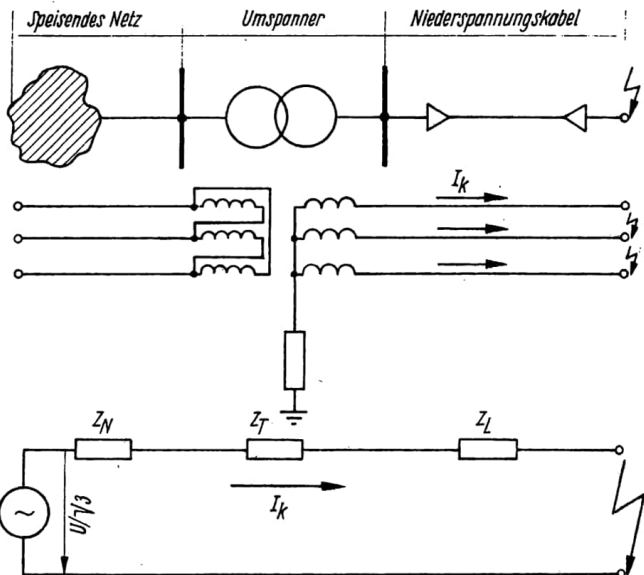 Speisendes Netz
Umspanner
Niederspannungskabel
I_k
Z_N
Z_T
Z_L
~
U/√3
I_k